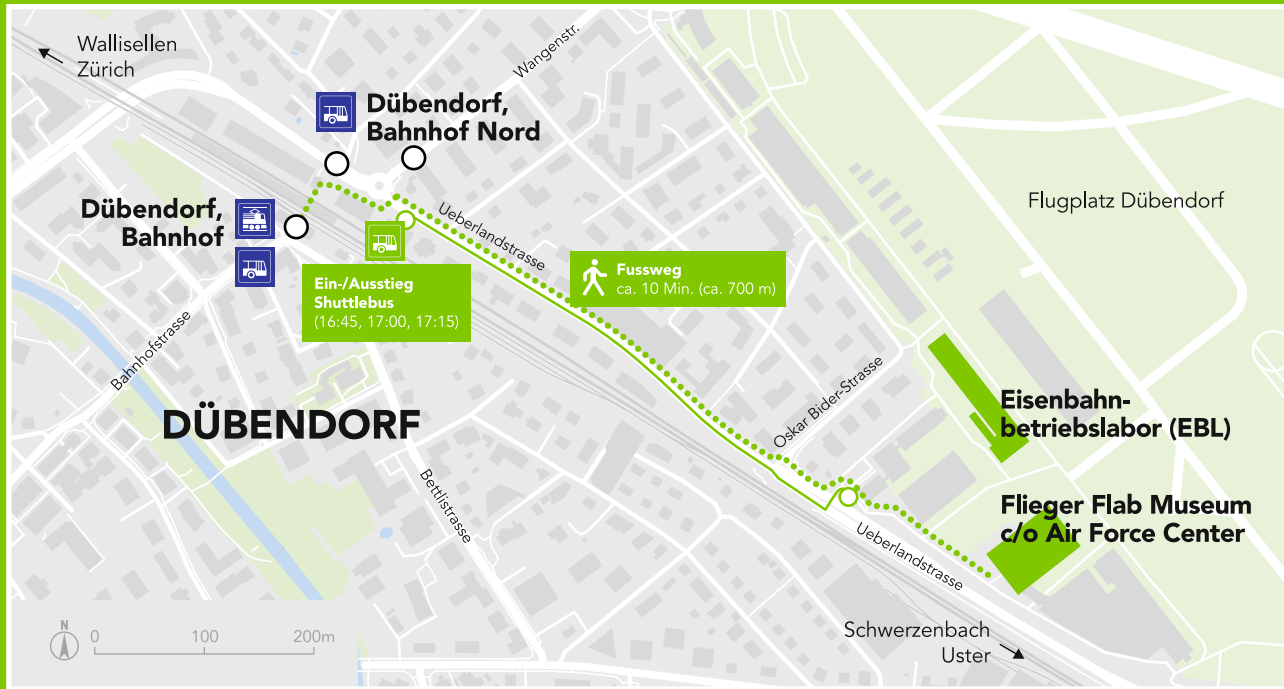 Wallisellen
Zürich
Wangenstr.
Dübendorf,
Bahnhof Nord
Dübendorf,
Bahnhof
Ueberlandstrasse
Flugplatz Dübendorf
Ein-/Ausstieg
Shuttlebus
(16:45, 17:00, 17:15)
Fussweg
ca. 10 Min. (ca. 700 m)
Bahnhofstrasse
DÜBENDORF
Oskar Bider-Strasse
Eisenbahn-
betriebslabor (EBL)
Bettlistrasse
Flieger Flab Museum
c/o Air Force Center
Ueberlandstrasse
Schwerzenbach
Uster
N
0 100 200m